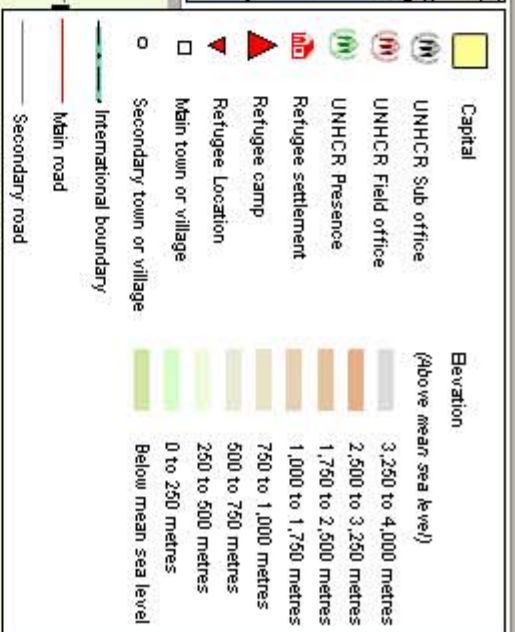 Capital
UNHCR Sub office
UNHCR Field office
UNHCR Presence
Refugee settlement
Refugee camp
Refugee Location
Main town or village
Secondary town or village
International boundary
Main road
Secondary road
Elevation
(Above mean sea level)
3,250 to 4,000 metres
2,500 to 3,250 metres
1,750 to 2,500 metres
1,000 to 1,750 metres
750 to 1,000 metres
500 to 750 metres
250 to 500 metres
0 to 250 metres
Below mean sea level